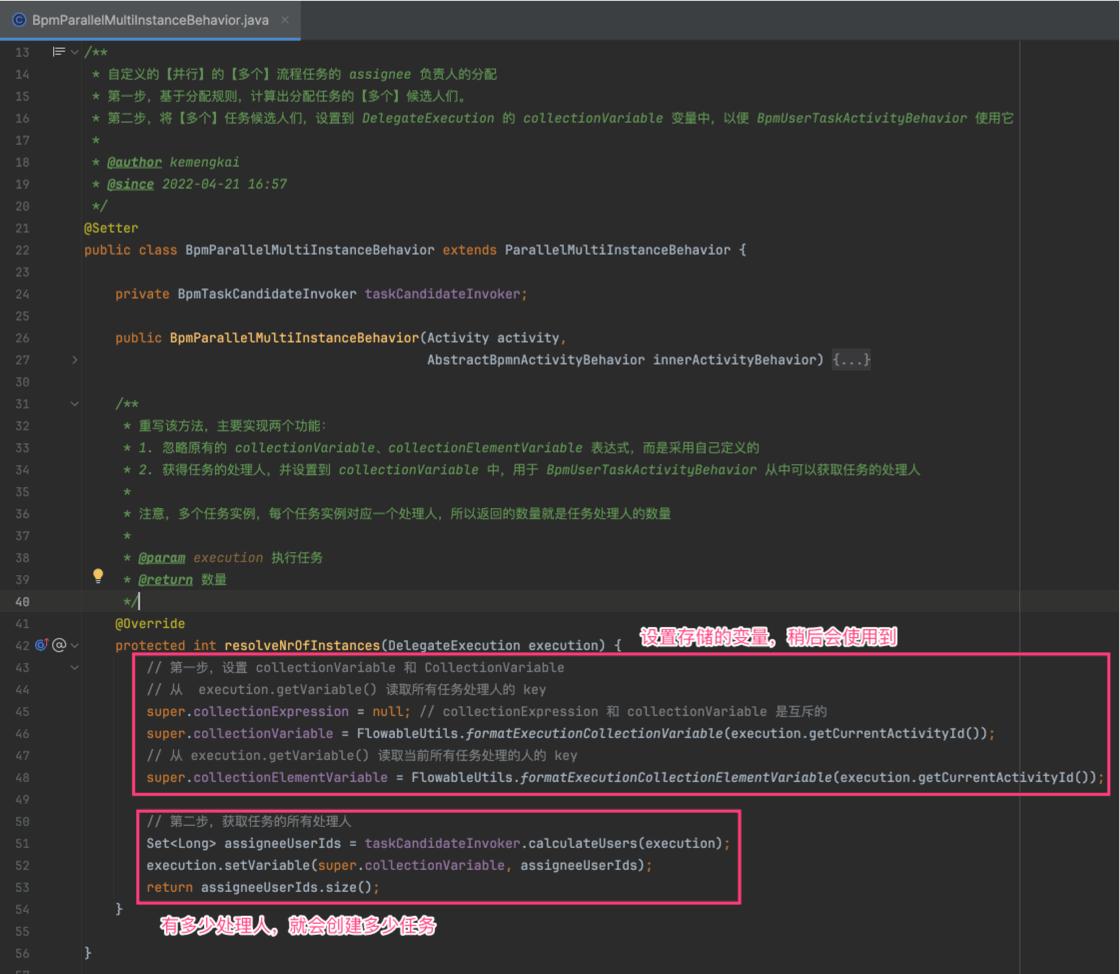 BpmParallelMultiInstanceBehavior.java
13 /**
14 * 自定义的【并行】的【多个】流程任务的 assignee 负责人的分配
15 * 第一步，基于分配规则，计算出分配任务的【多个】候选人们。
16 * 第二步，将【多个】任务候选人们，设置到 DelegateExecution 的 collectionVariable 变量中，以便 BpmUserTaskActivityBehavior 使用它
17 *
18 * @author kemengkai
19 * @since 2022-04-21 16:57
20 */
21 @Setter
22 public class BpmParallelMultiInstanceBehavior extends ParallelMultiInstanceBehavior {
23
24 private BpmTaskCandidateInvoker taskCandidateInvoker;
25
26 public BpmParallelMultiInstanceBehavior(Activity activity,
27 AbstractBpmnActivityBehavior innerActivityBehavior) {...}
30
31 /**
32 * 重写该方法，主要实现两个功能：
33 * 1. 忽略原有的 collectionVariable、collectionElementVariable 表达式，而是采用自己定义的
34 * 2. 获得任务的处理人，并设置到 collectionVariable 中，用于 BpmUserTaskActivityBehavior 从中可以获取任务的处理人
35 *
36 * 注意，多个任务实例，每个任务实例对应一个处理人，所以返回的数量就是任务处理人的数量
37 *
38 * @param execution 执行任务
39 * @return 数量
40 */
41 @Override
42 protected int resolveNrOfInstances(DelegateExecution execution) {
设置存储的变量，稍后会使用到
43 // 第一步，设置 collectionVariable 和 CollectionVariable
44 // 从  execution.getVariable() 读取所有任务处理人的 key
45 super.collectionExpression = null; // collectionExpression 和 collectionVariable 是互斥的
46 super.collectionVariable = FlowableUtils.formatExecutionCollectionVariable(execution.getCurrentActivityId());
47 // 从 execution.getVariable() 读取当前所有任务处理的人的 key
48 super.collectionElementVariable = FlowableUtils.formatExecutionCollectionElementVariable(execution.getCurrentActivityId());
49
50 // 第二步，获取任务的所有处理人
51 Set<Long> assigneeUserIds = taskCandidateInvoker.calculateUsers(execution);
52 execution.setVariable(super.collectionVariable, assigneeUserIds);
53 return assigneeUserIds.size();
54 }
有多少处理人，就会创建多少任务
55
56 }
57